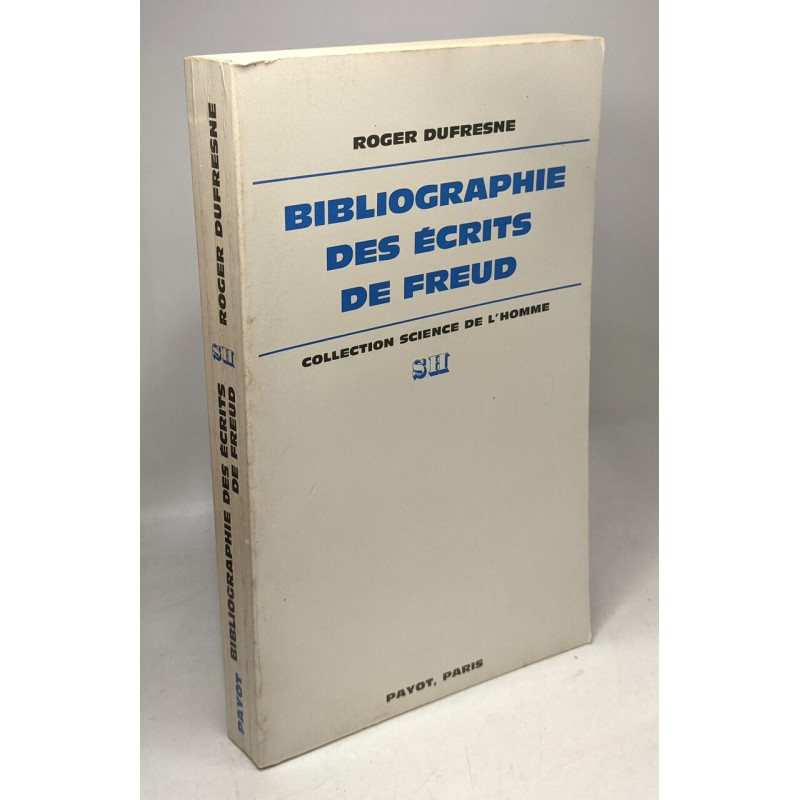 ROGER DUFRESNE
BIBLIOGRAPHIE
DES ÉCRITS
DE FREUD
COLLECTION SCIENCE DE L'HOMME
SH
PAYOT, PARIS
PAYOT BIBLIOGRAPHIE DES ÉCRITS
DE FREUD
SH
ROGER DUFRESNE